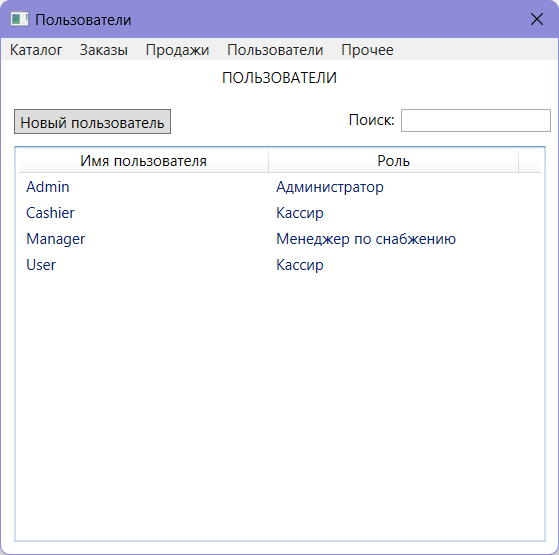 Пользователи
Каталог Заказы Продажи Пользователи Прочее
ПОЛЬЗОВАТЕЛИ
Новый пользователь Поиск:
Имя пользователя Роль
Admin Администратор
Cashier Кассир
Manager Менеджер по снабжению
User Кассир